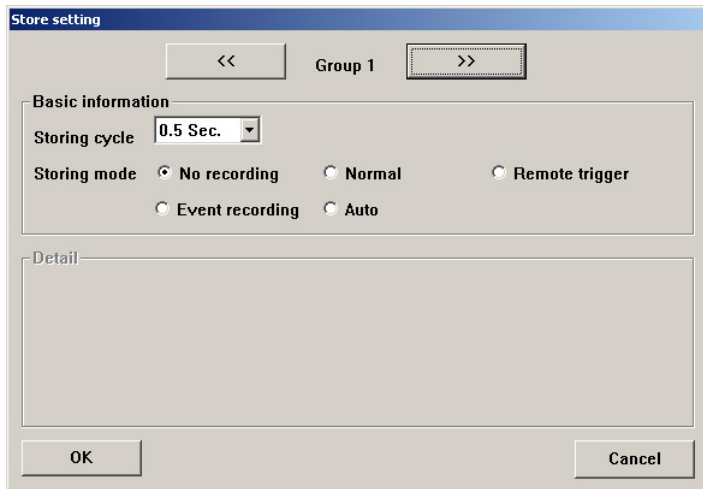 Store setting
<< Group 1 >>
Basic information
Storing cycle 0.5 Sec.
Storing mode No recording Normal Remote trigger
Event recording Auto
Detail
OK Cancel